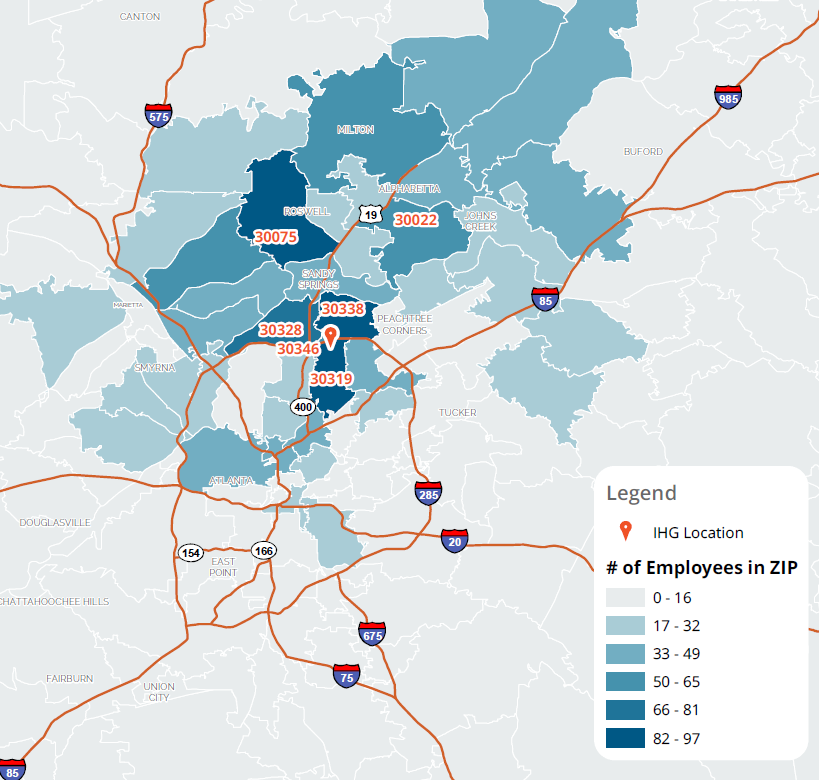 CANTON
575
985
MILTON
BUFORD
ALPHARETTA
ROSWELL
19
30022
JOHNS
CREEK
30075
SANDY
SPRINGS
85
MARIETTA
30338
PEACHTREE
CORNERS
30328
30346
SMYRNA
30319
400
TUCKER
ATLANTA
285
DOUGLASVILLE
20
154
166
EAST
POINT
CHATTAHOOCHEE HILLS
675
FAIRBURN
UNION
CITY
75
85
Legend
IHG Location
# of Employees in ZIP
0 - 16
17 - 32
33 - 49
50 - 65
66 - 81
82 - 97